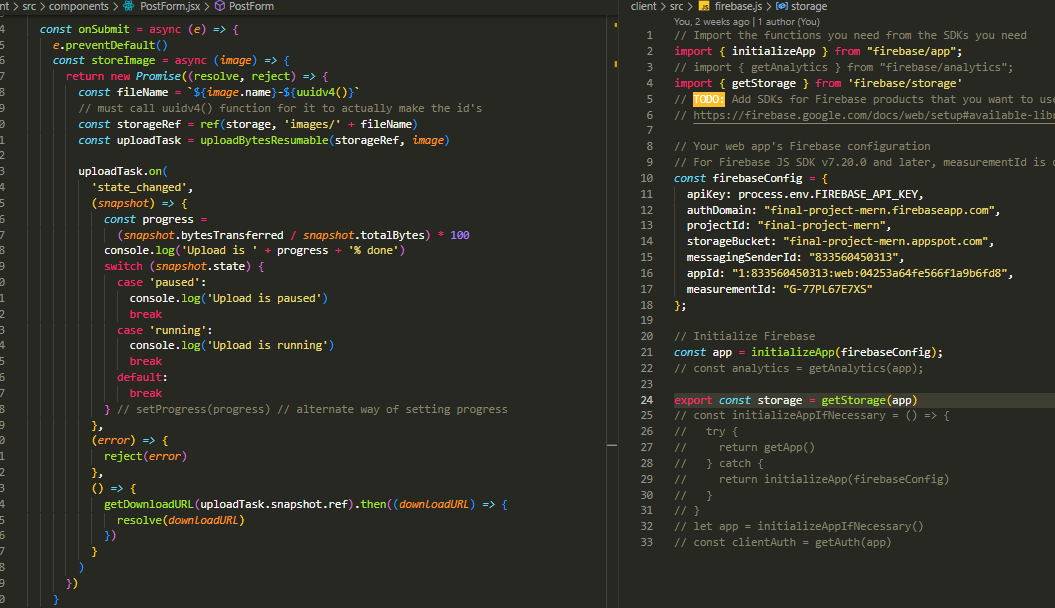 nt > src > components > PostForm.jsx > PostForm
4 const onSubmit = async (e) => {
5 e.preventDefault()
6 const storeImage = async (image) => {
7 return new Promise((resolve, reject) => {
8 const fileName = `${image.name}-${uuidv4()}`
9 // must call uuidv4() function for it to actually make the id's
0 const storageRef = ref(storage, 'images/' + fileName)
1 const uploadTask = uploadBytesResumable(storageRef, image)
2
3 uploadTask.on(
4 'state_changed',
5 (snapshot) => {
6 const progress =
7 (snapshot.bytesTransferred / snapshot.totalBytes) * 100
8 console.log('Upload is ' + progress + '% done')
9 switch (snapshot.state) {
0 case 'paused':
1 console.log('Upload is paused')
2 break
3 case 'running':
4 console.log('Upload is running')
5 break
6 default:
7 break
8 } // setProgress(progress) // alternate way of setting progress
9 },
0 (error) => {
1 reject(error)
2 },
3 () => {
4 getDownloadURL(uploadTask.snapshot.ref).then((downloadURL) => {
5 resolve(downloadURL)
6 })
7 }
8 )
9 })
0 }
client > src > firebase.js > storage
You, 2 weeks ago | 1 author (You)
1 // Import the functions you need from the SDKs you need
2 import { initializeApp } from "firebase/app";
3 // import { getAnalytics } from "firebase/analytics";
4 import { getStorage } from 'firebase/storage'
5 // TODO: Add SDKs for Firebase products that you want to use
6 // https://firebase.google.com/docs/web/setup#available-libr
7
8 // Your web app's Firebase configuration
9 // For Firebase JS SDK v7.20.0 and later, measurementId is o
10 const firebaseConfig = {
11 apiKey: process.env.FIREBASE_API_KEY,
12 authDomain: "final-project-mern.firebaseapp.com",
13 projectId: "final-project-mern",
14 storageBucket: "final-project-mern.appspot.com",
15 messagingSenderId: "833560450313",
16 appId: "1:833560450313:web:04253a64fe566f1a9b6fd8",
17 measurementId: "G-77PL67E7XS"
18 };
19
20 // Initialize Firebase
21 const app = initializeApp(firebaseConfig);
22 // const analytics = getAnalytics(app);
23
24 export const storage = getStorage(app)
25 // const initializeAppIfNecessary = () => {
26 // try {
27 // return getApp()
28 // } catch {
29 // return initializeApp(firebaseConfig)
30 // }
31 // }
32 // let app = initializeAppIfNecessary()
33 // const clientAuth = getAuth(app)